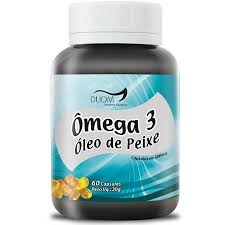 DUOM
Ômega 3
Óleo de Peixe
60 Cápsulas